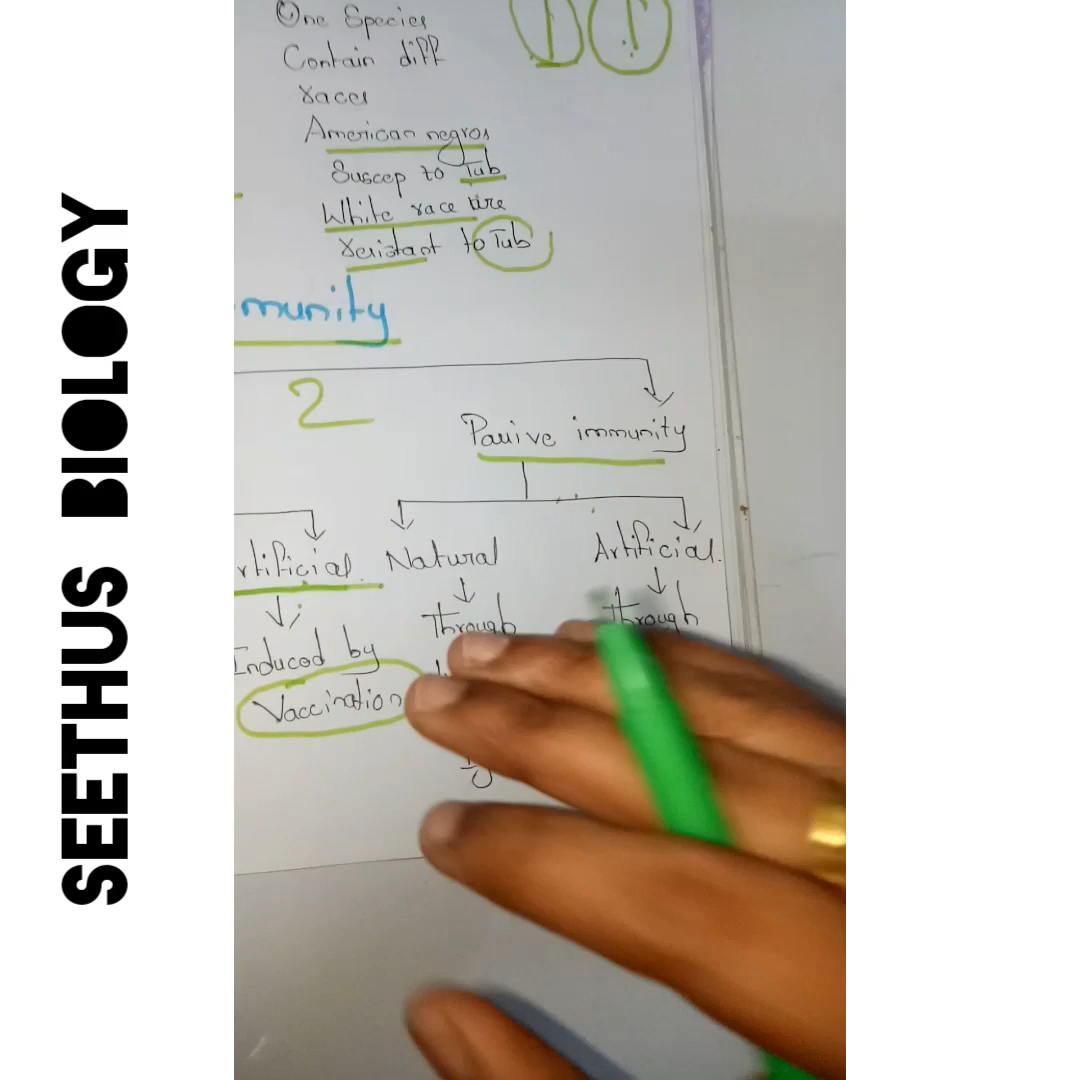 SEETHUS BIOLOGY
One Species
Contain diff
races
American negros
Suscep to Tub
White race are
resistant to Tub
munity
2
Passive immunity
rtificial
Natural
Artificial.
Induced by
Vaccination
Through
Through